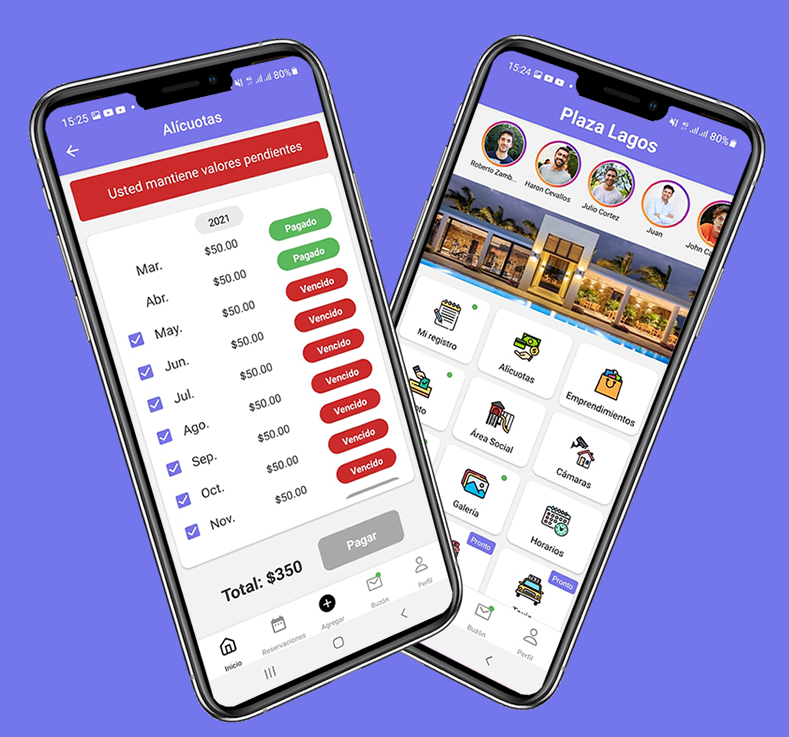 15:25 80%
Alícuotas
Usted mantiene valores pendientes
2021
Mar. $50.00 Pagado
Abr. $50.00 Pagado
May. $50.00 Vencido
Jun. $50.00 Vencido
Jul. $50.00 Vencido
Ago. $50.00 Vencido
Sep. $50.00 Vencido
Oct. $50.00 Vencido
Nov. $50.00 Vencido
Total: $350 Pagar
Inicio Reservaciones Agregar Buzón Perfil
15:24 80%
Plaza Lagos
Roberto Zamb... Haron Cevallos Julio Cortez Juan John
Mi registro Alícuotas Emprendimientos
Área Social Cámaras
Galería Horarios
Pronto Pronto
Buzón Perfil